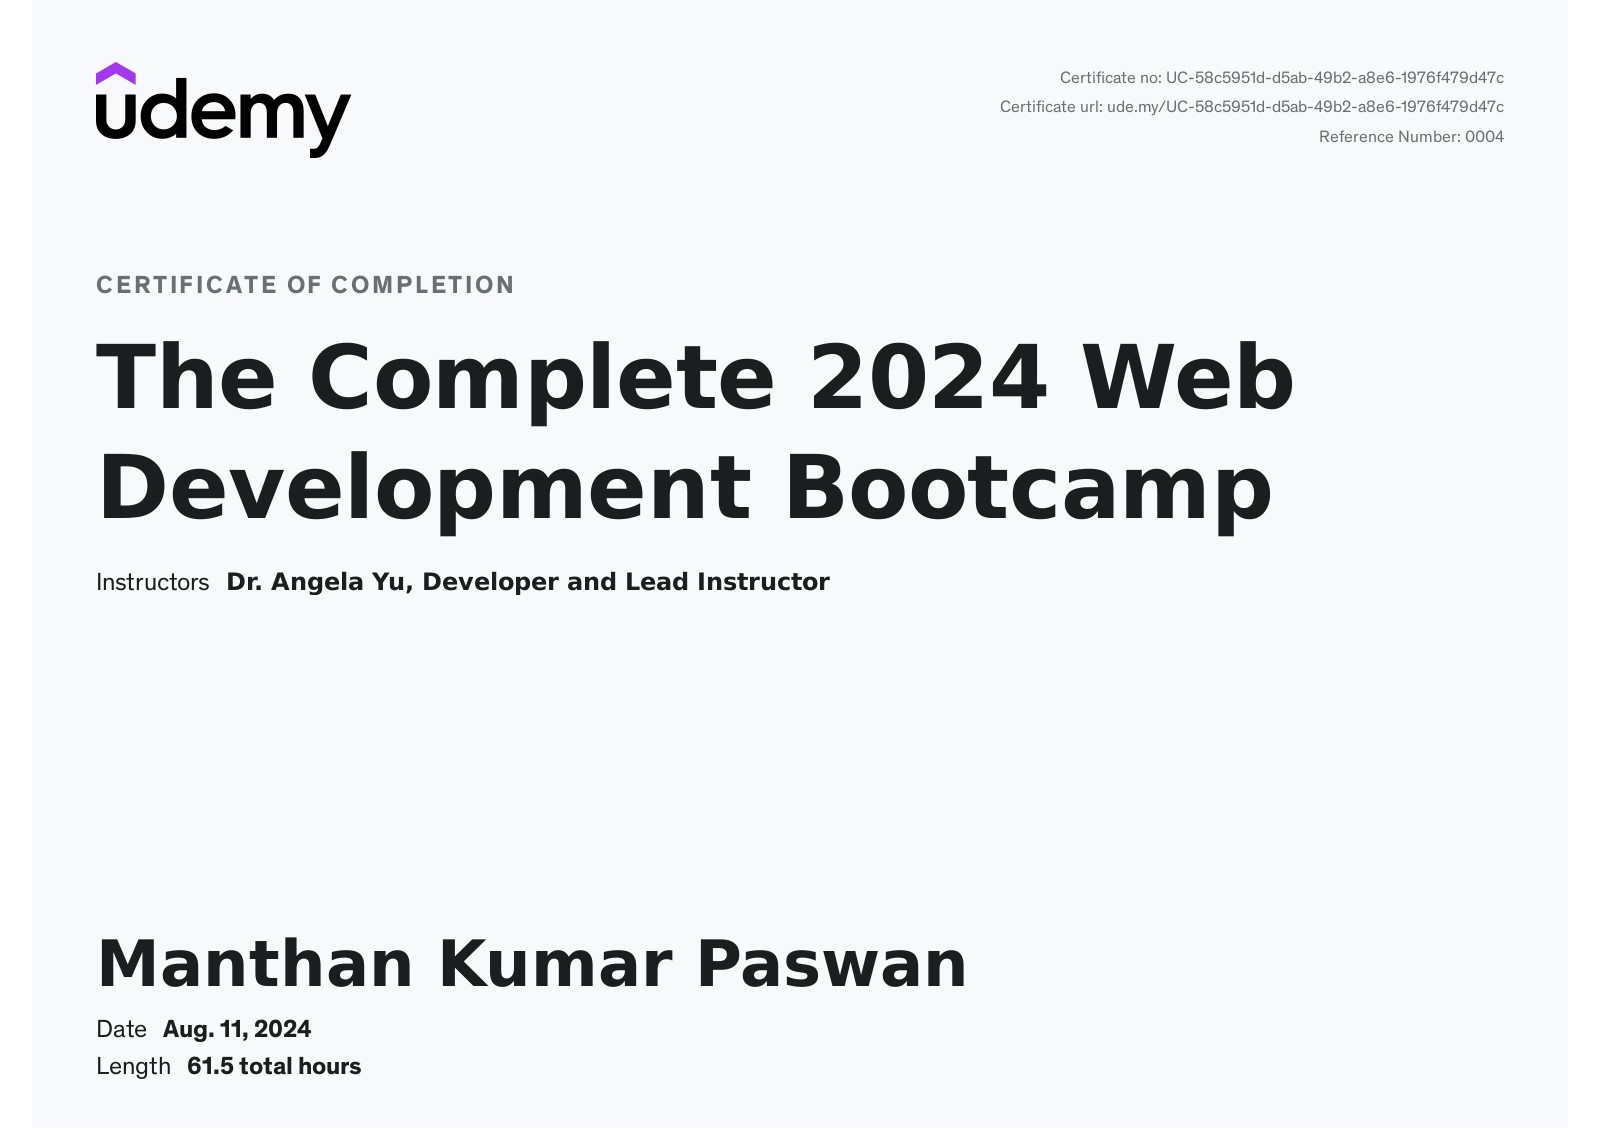 udemy
Certificate no: UC-58c5951d-d5ab-49b2-a8e6-1976f479d47c
Certificate url: ude.my/UC-58c5951d-d5ab-49b2-a8e6-1976f479d47c
Reference Number: 0004
CERTIFICATE OF COMPLETION
The Complete 2024 Web
Development Bootcamp
Instructors Dr. Angela Yu, Developer and Lead Instructor
Manthan Kumar Paswan
Date Aug. 11, 2024
Length 61.5 total hours